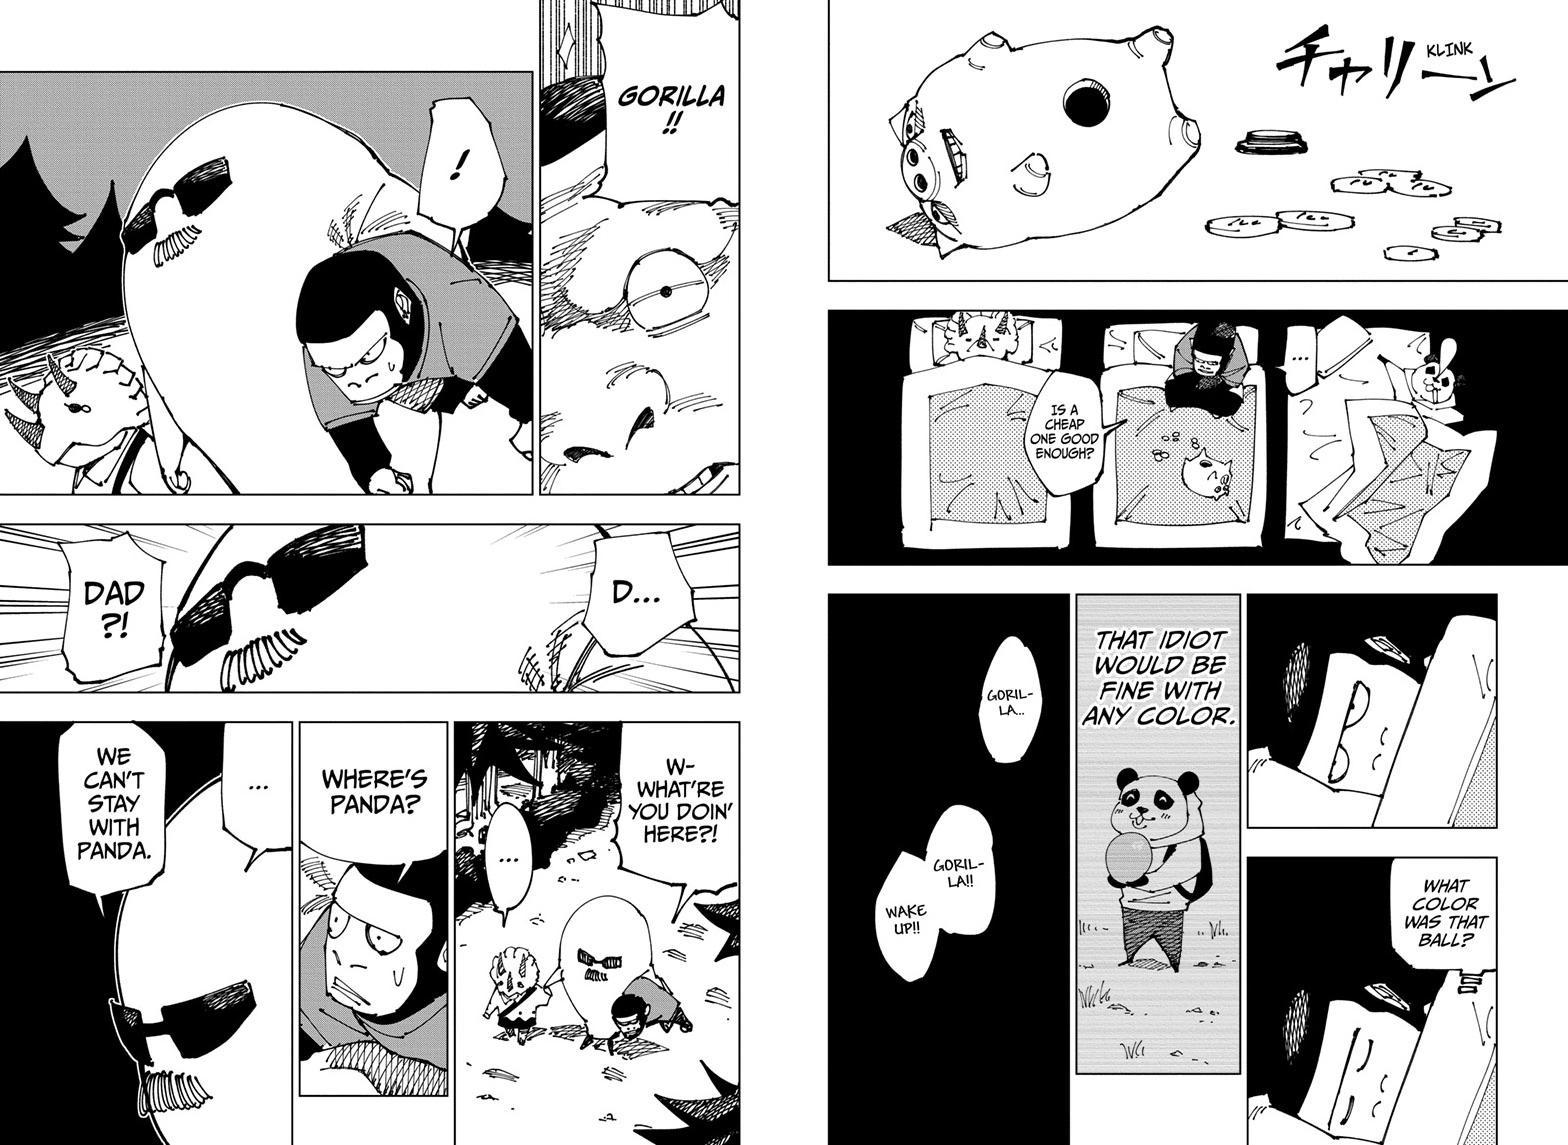 チャリーン
KLINK
...
IS A
CHEAP
ONE GOOD
ENOUGH?
WHAT
COLOR
WAS THAT
BALL?
THAT IDIOT
WOULD BE
FINE WITH
ANY COLOR.
GORIL-
LA...
GORIL-
LA!!
WAKE
UP!!
GORILLA
!!
!
D...
DAD
?!
W-
WHAT'RE
YOU DOIN'
HERE?!
...
WHERE'S
PANDA?
...
WE
CAN'T
STAY
WITH
PANDA.